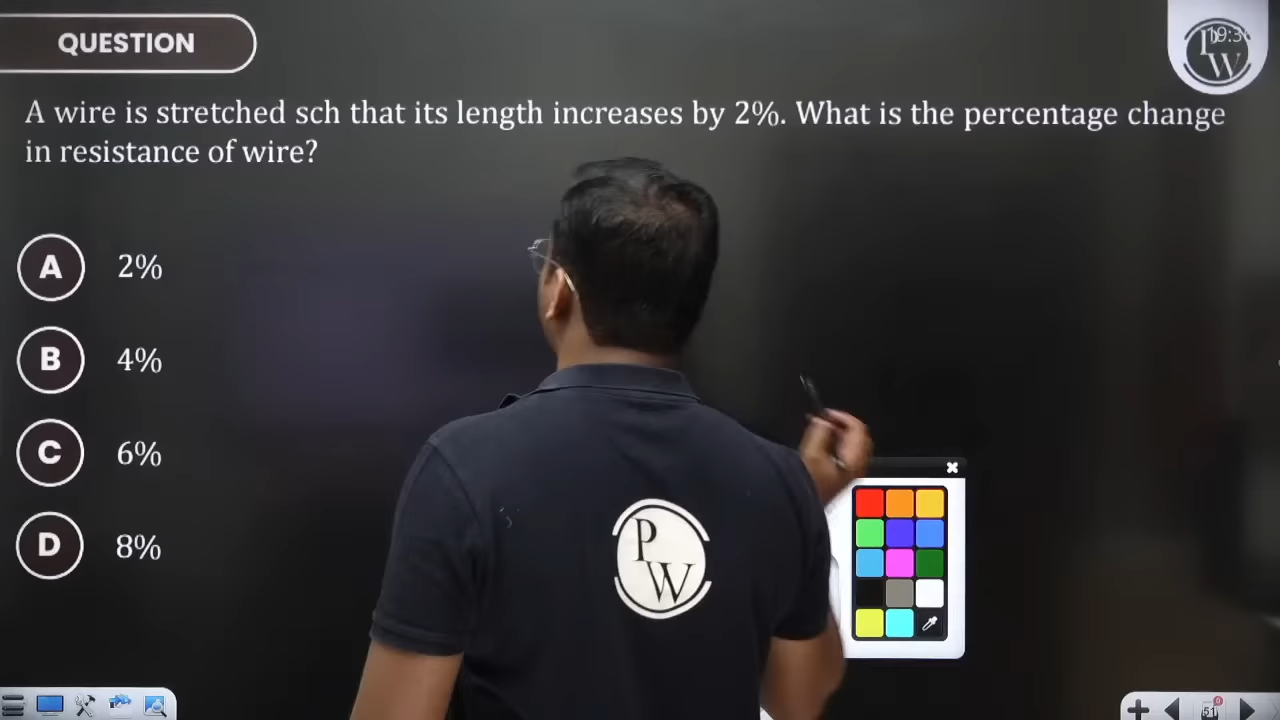 QUESTION
A wire is stretched sch that its length increases by 2%. What is the percentage change
in resistance of wire?
A 2%
B 4%
C 6%
D 8%
P
W
51